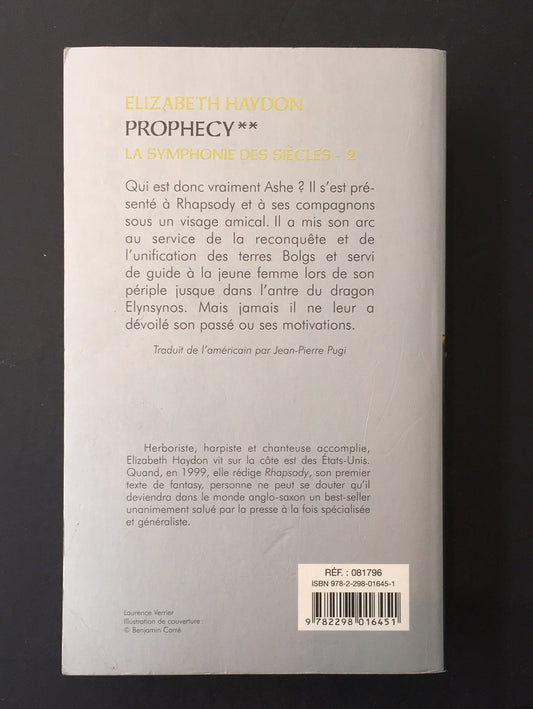 ELIZABETH HAYDON
PROPHECY**
LA SYMPHONIE DES SIÈCLES - 2
Qui est donc vraiment Ashe ? Il s'est pré-
senté à Rhapsody et à ses compagnons
sous un visage amical. Il a mis son arc
au service de la reconquête et de
l'unification des terres Bolgs et servi
de guide à la jeune femme lors de son
périple jusque dans l'antre du dragon
Elynsynos. Mais jamais il ne leur a
dévoilé son passé ou ses motivations.
Traduit de l'américain par Jean-Pierre Pugi
Herboriste, harpiste et chanteuse accomplie,
Elizabeth Haydon vit sur la côte est des États-Unis.
Quand, en 1999, elle rédige Rhapsody, son premier
texte de fantasy, personne ne peut se douter qu'il
deviendra dans le monde anglo-saxon un best-seller
unanimement salué par la presse à la fois spécialisée
et généraliste.
RÉF. : 081796
ISBN 978-2-298-01645-1
9 782298 016451
Laurence Verrier
Illustration de couverture :
© Benjamin Carré